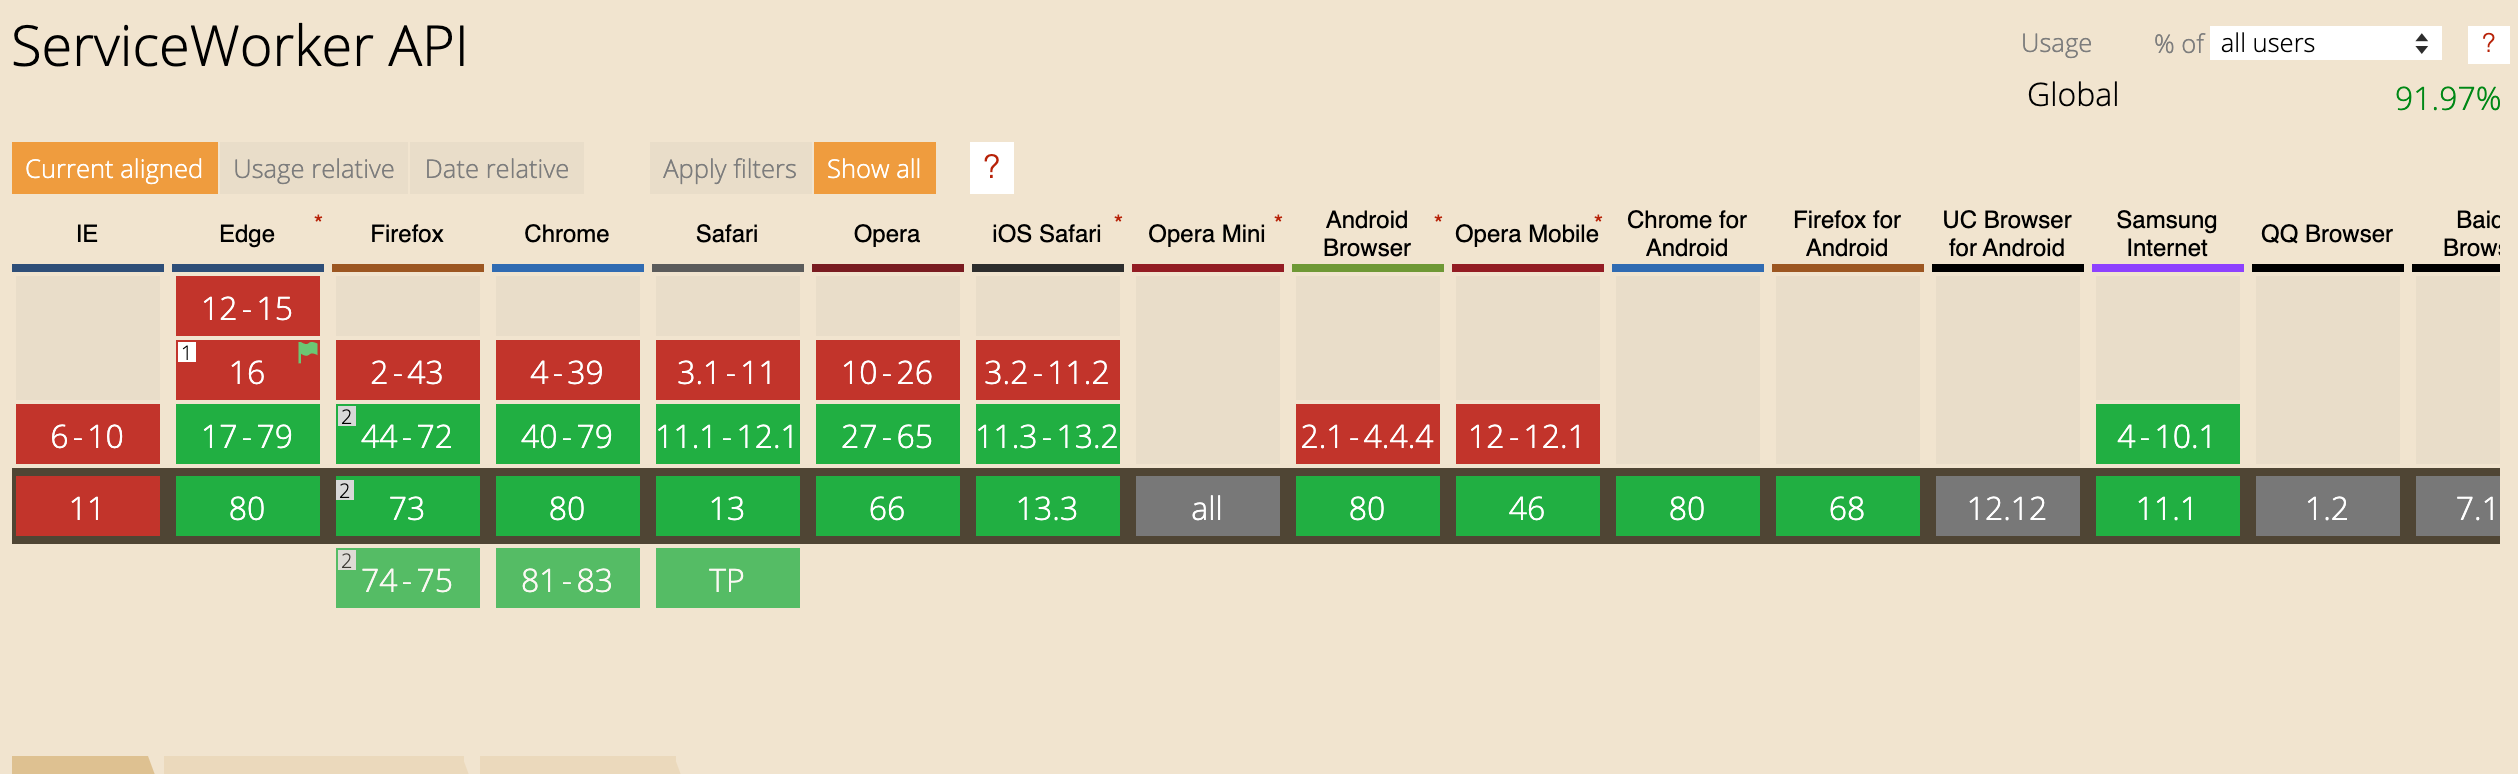 ServiceWorker API
Usage % of all users ?
Global 91.97%
Current aligned Usage relative Date relative Apply filters Show all ?
IE Edge * Firefox Chrome Safari Opera iOS Safari * Opera Mini * Android Browser * Opera Mobile * Chrome for Android Firefox for Android UC Browser for Android Samsung Internet QQ Browser Baid Brows
12-15
1 16 2-43 4-39 3.1-11 10-26 3.2-11.2
6-10 17-79 2 44-72 40-79 11.1-12.1 27-65 11.3-13.2 2.1-4.4.4 12-12.1 4-10.1
11 80 2 73 80 13 66 13.3 all 80 46 80 68 12.12 11.1 1.2 7.1
2 74-75 81-83 TP